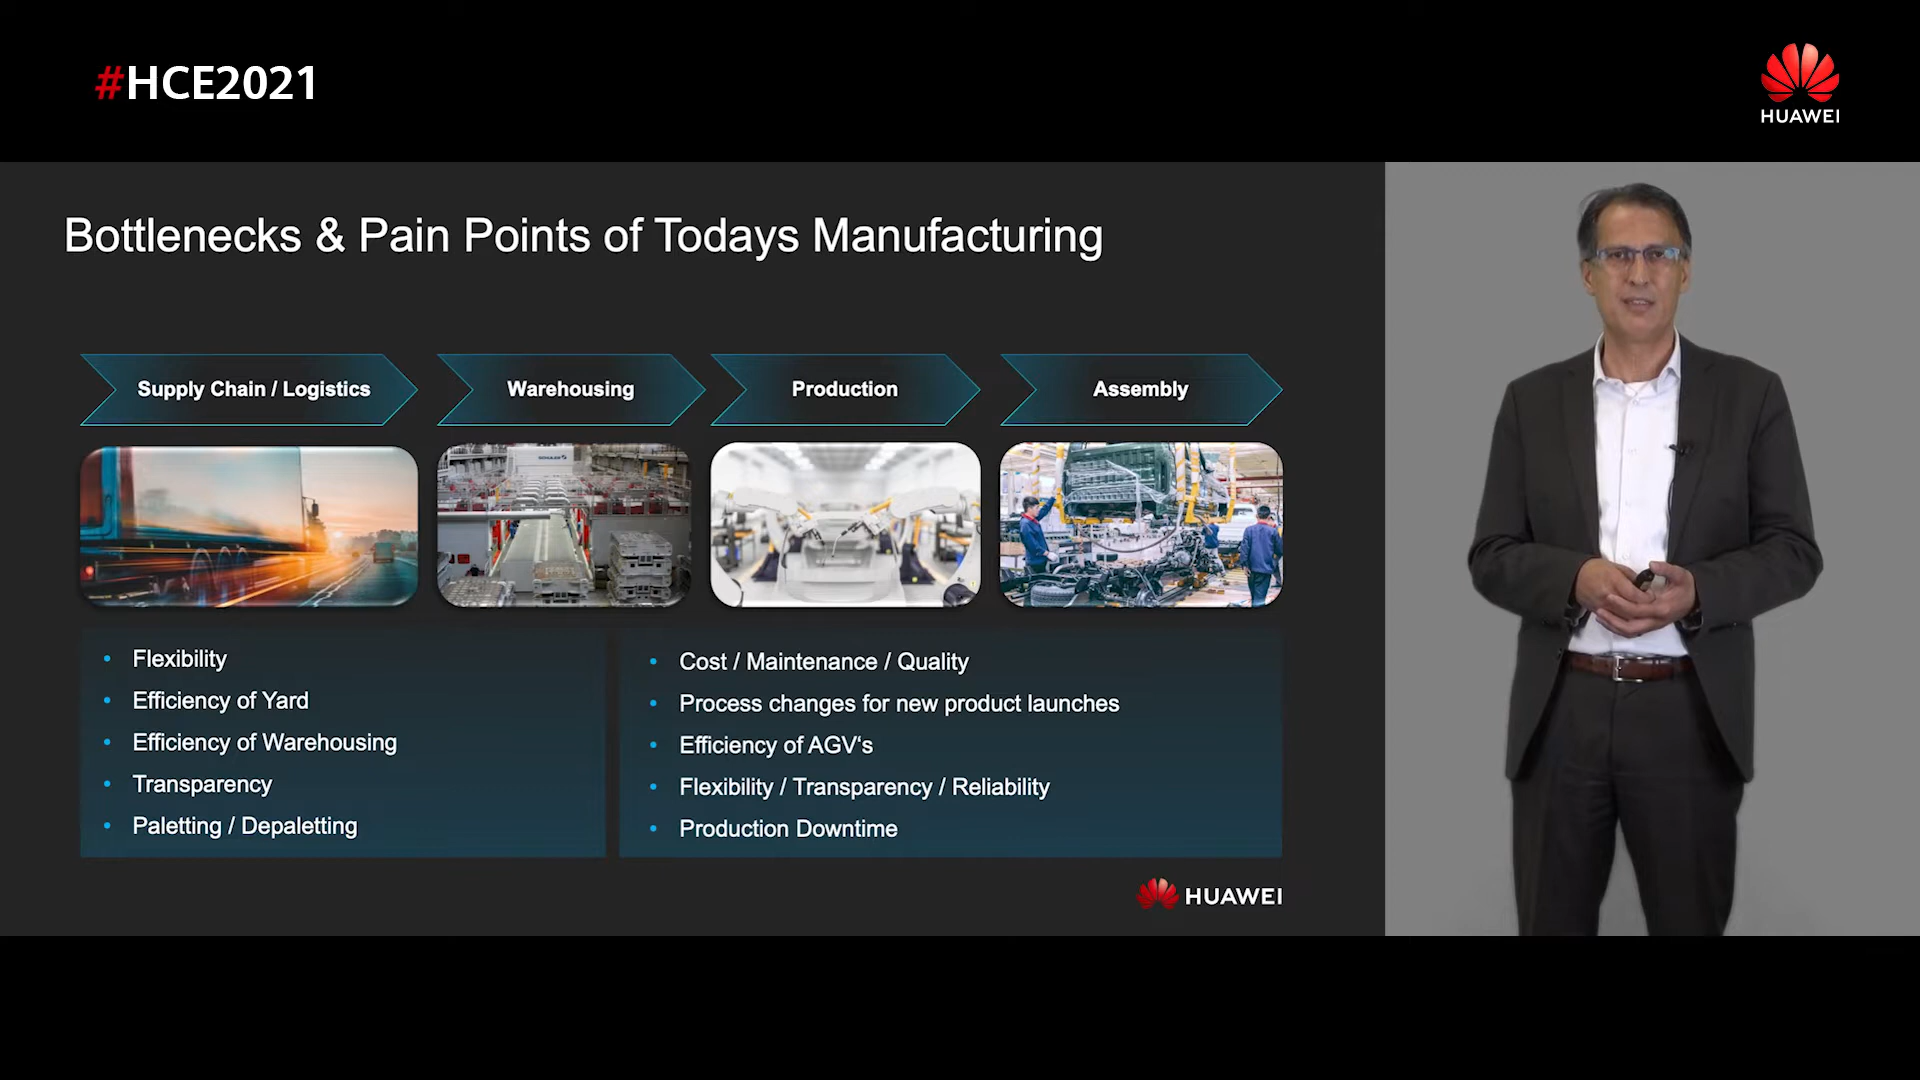 #HCE2021
HUAWEI
Bottlenecks & Pain Points of Todays Manufacturing
Supply Chain / Logistics
Warehousing
Production
Assembly
Flexibility
Efficiency of Yard
Efficiency of Warehousing
Transparency
Paletting / Depaletting
Cost / Maintenance / Quality
Process changes for new product launches
Efficiency of AGV‘s
Flexibility / Transparency / Reliability
Production Downtime
HUAWEI